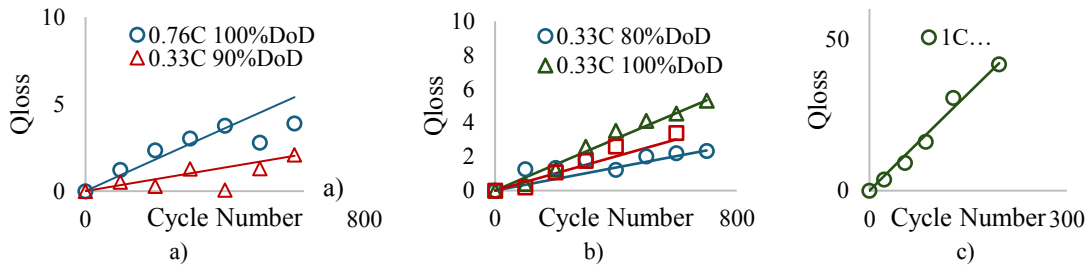 10
0.76C 100%DoD
0.33C 90%DoD
Qloss
5
0
a)
0
Cycle Number
800
a)
10
0.33C 80%DoD
0.33C 100%DoD
Qloss
8
6
4
2
0
0
Cycle Number
800
b)
50
1C…
Qloss
0
0
Cycle Number
300
c)